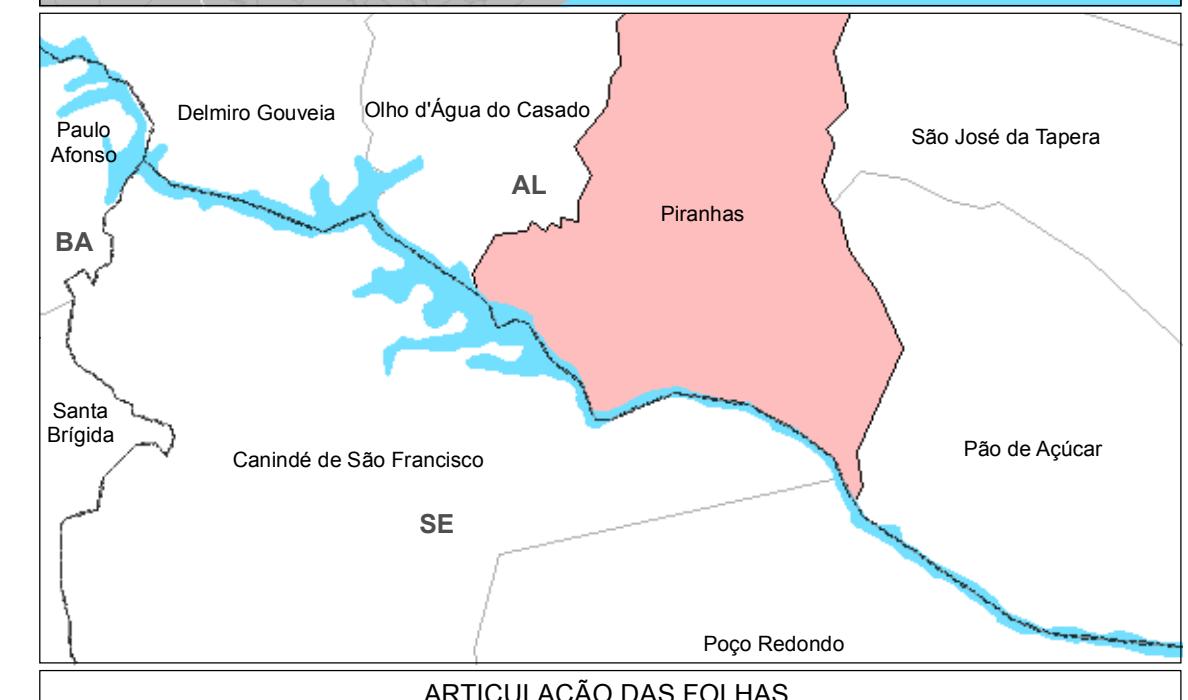 Delmiro Gouveia
Olho d'Água do Casado
Paulo
Afonso
São José da Tapera
AL
Piranhas
BA
Santa
Brígida
Pão de Açúcar
Canindé de São Francisco
SE
Poço Redondo
ARTICULAÇÃO DAS FOLHAS